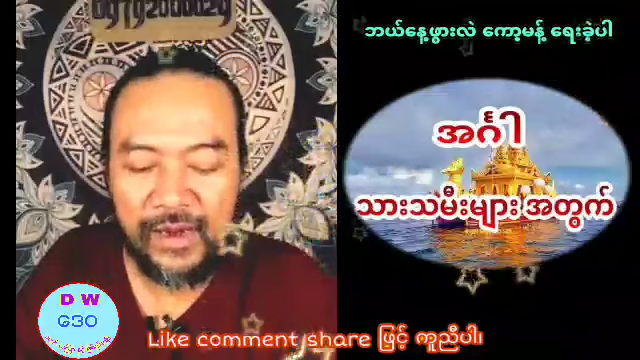 ဘယ်နေ့ဖွားလဲ ကော့မန့် ရေးခဲ့ပါ
အင်္ဂါ
သားသမီးများ အတွက်
D W
Like comment share ဖြင့် ကူညီပါ၊